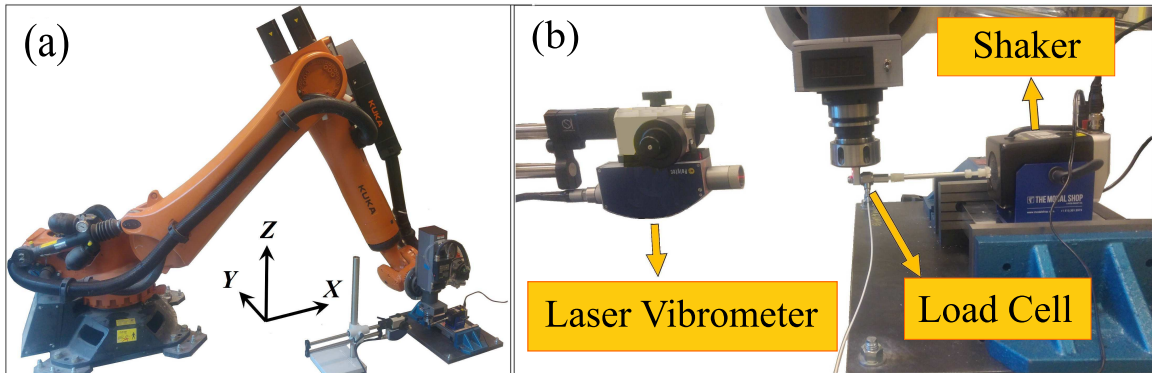 (a)
KUKA
KUKA
Z
Y
X
(b)
Shaker
THE MODAL SHOP
Laser Vibrometer
Load Cell